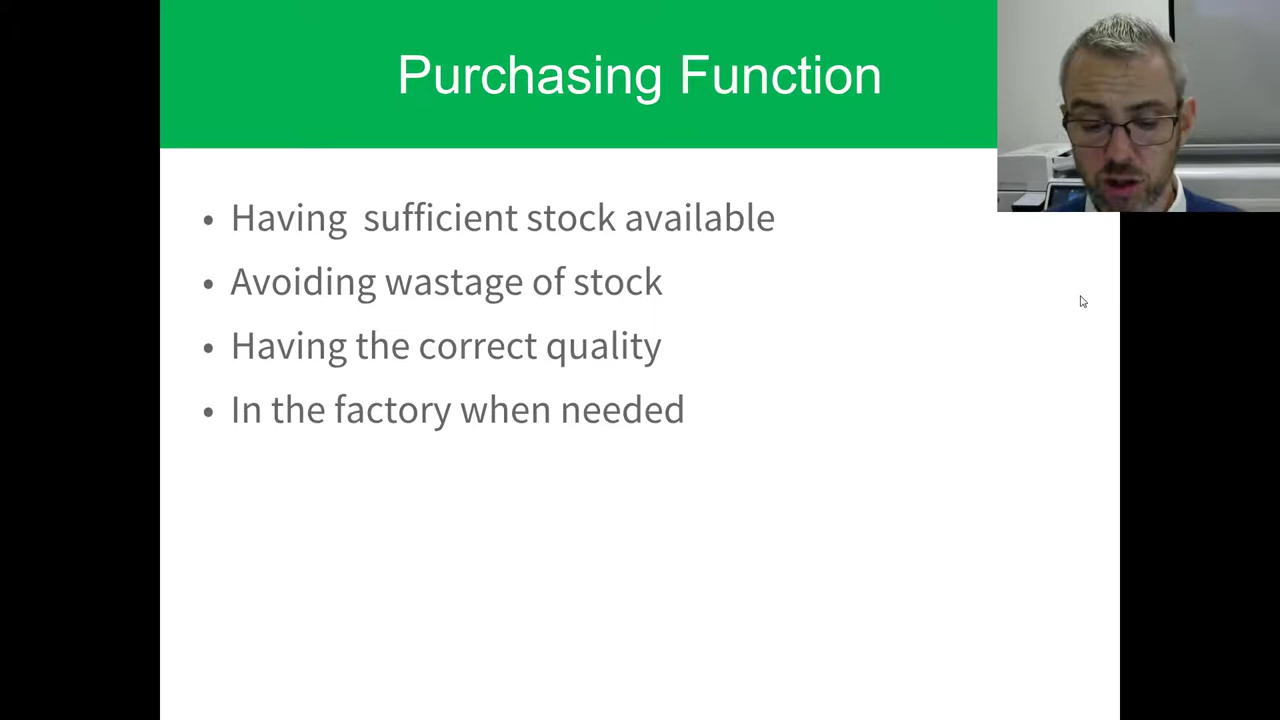 Purchasing Function
• Having  sufficient stock available
• Avoiding wastage of stock
• Having the correct quality
• In the factory when needed